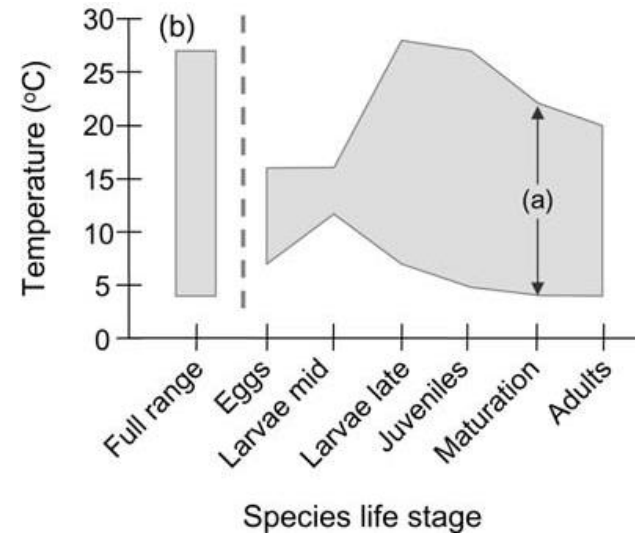 (b)
30
25
20
15
10
5
0
Temperature (ºC)
(a)
Full range
Eggs
Larvae mid
Larvae late
Juveniles
Maturation
Adults
Species life stage